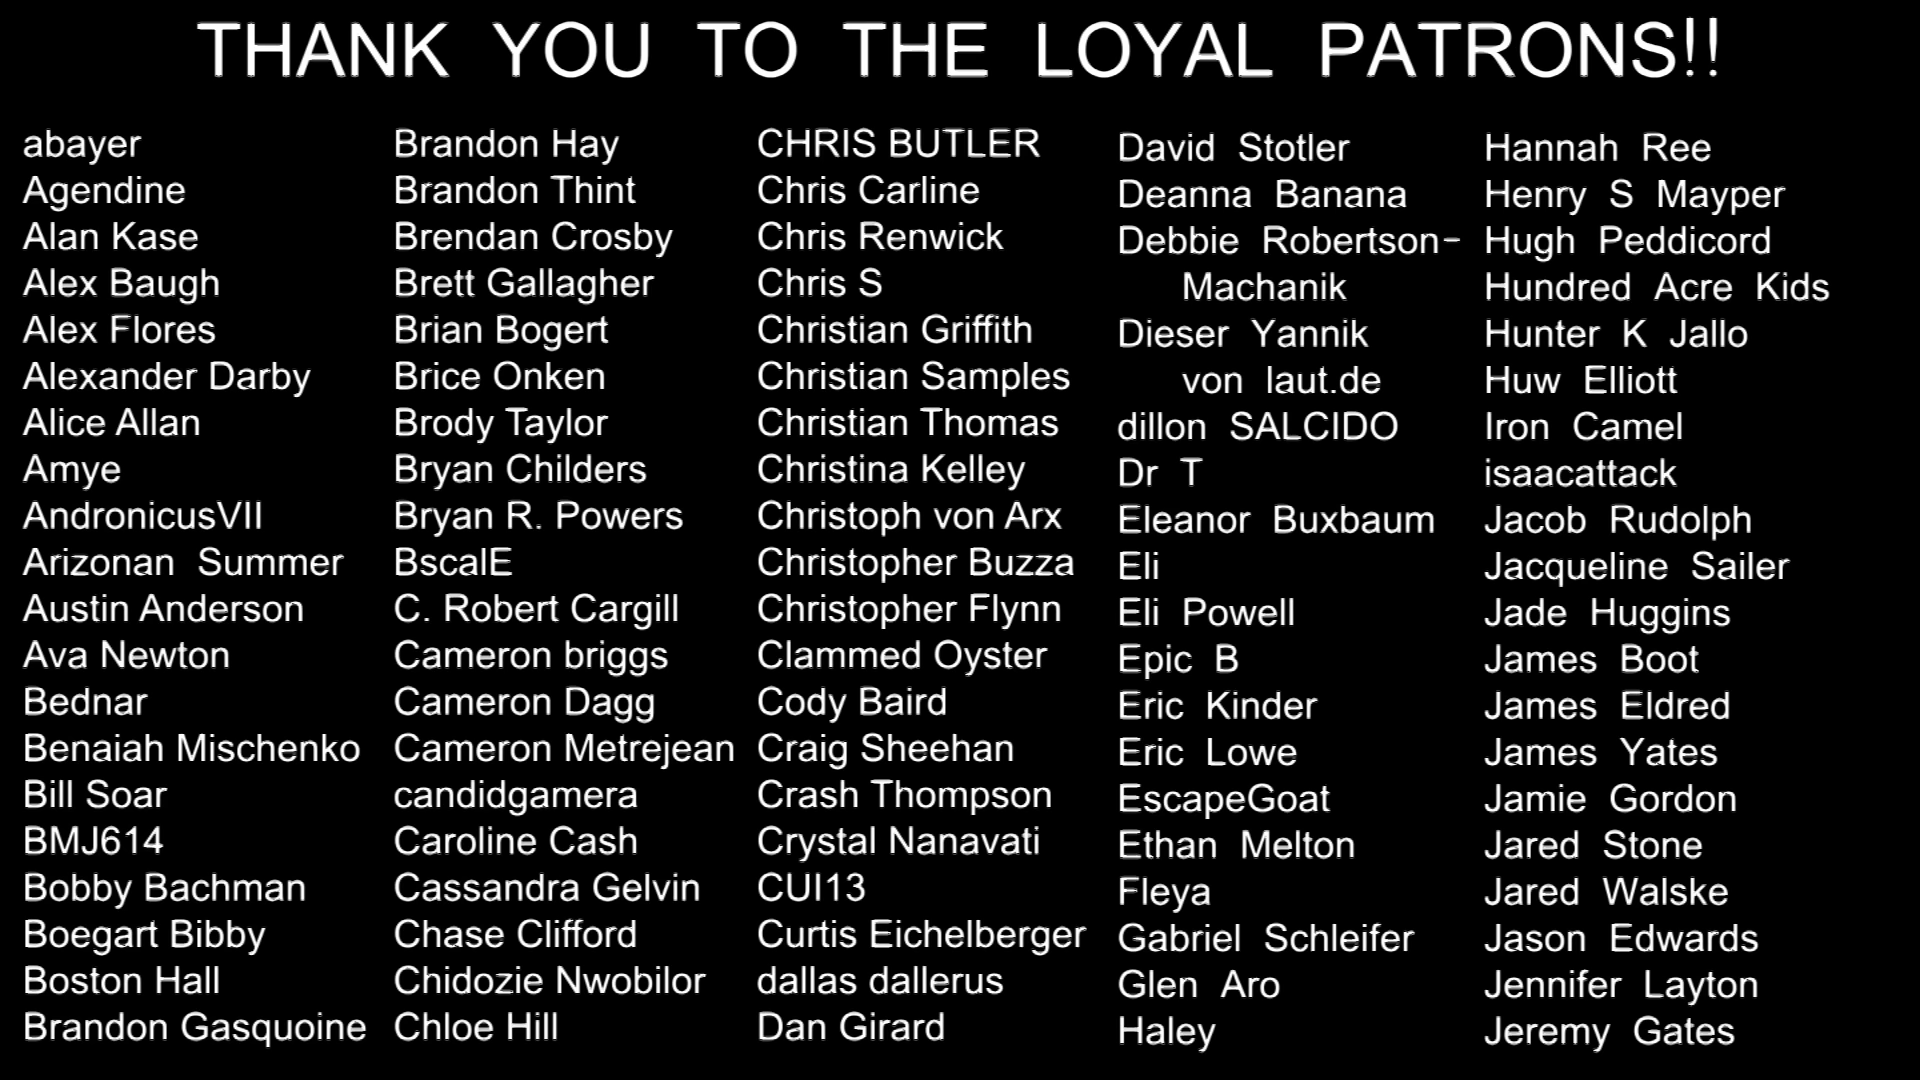 THANK YOU TO THE LOYAL PATRONS!!
abayer
Agendine
Alan Kase
Alex Baugh
Alex Flores
Alexander Darby
Alice Allan
Amye
AndronicusVII
Arizonan Summer
Austin Anderson
Ava Newton
Bednar
Benaiah Mischenko
Bill Soar
BMJ614
Bobby Bachman
Boegart Bibby
Boston Hall
Brandon Gasquoine
Brandon Hay
Brandon Thint
Brendan Crosby
Brett Gallagher
Brian Bogert
Brice Onken
Brody Taylor
Bryan Childers
Bryan R. Powers
BscalE
C. Robert Cargill
Cameron briggs
Cameron Dagg
Cameron Metrejean
candidgamera
Caroline Cash
Cassandra Gelvin
Chase Clifford
Chidozie Nwobilor
Chloe Hill
CHRIS BUTLER
Chris Carline
Chris Renwick
Chris S
Christian Griffith
Christian Samples
Christian Thomas
Christina Kelley
Christoph von Arx
Christopher Buzza
Christopher Flynn
Clammed Oyster
Cody Baird
Craig Sheehan
Crash Thompson
Crystal Nanavati
CUI13
Curtis Eichelberger
dallas dallerus
Dan Girard
David Stotler
Deanna Banana
Debbie Robertson-
Machanik
Dieser Yannik
von laut.de
dillon SALCIDO
Dr T
Eleanor Buxbaum
Eli
Eli Powell
Epic B
Eric Kinder
Eric Lowe
EscapeGoat
Ethan Melton
Fleya
Gabriel Schleifer
Glen Aro
Haley
Hannah Ree
Henry S Mayper
Hugh Peddicord
Hundred Acre Kids
Hunter K Jallo
Huw Elliott
Iron Camel
isaacattack
Jacob Rudolph
Jacqueline Sailer
Jade Huggins
James Boot
James Eldred
James Yates
Jamie Gordon
Jared Stone
Jared Walske
Jason Edwards
Jennifer Layton
Jeremy Gates